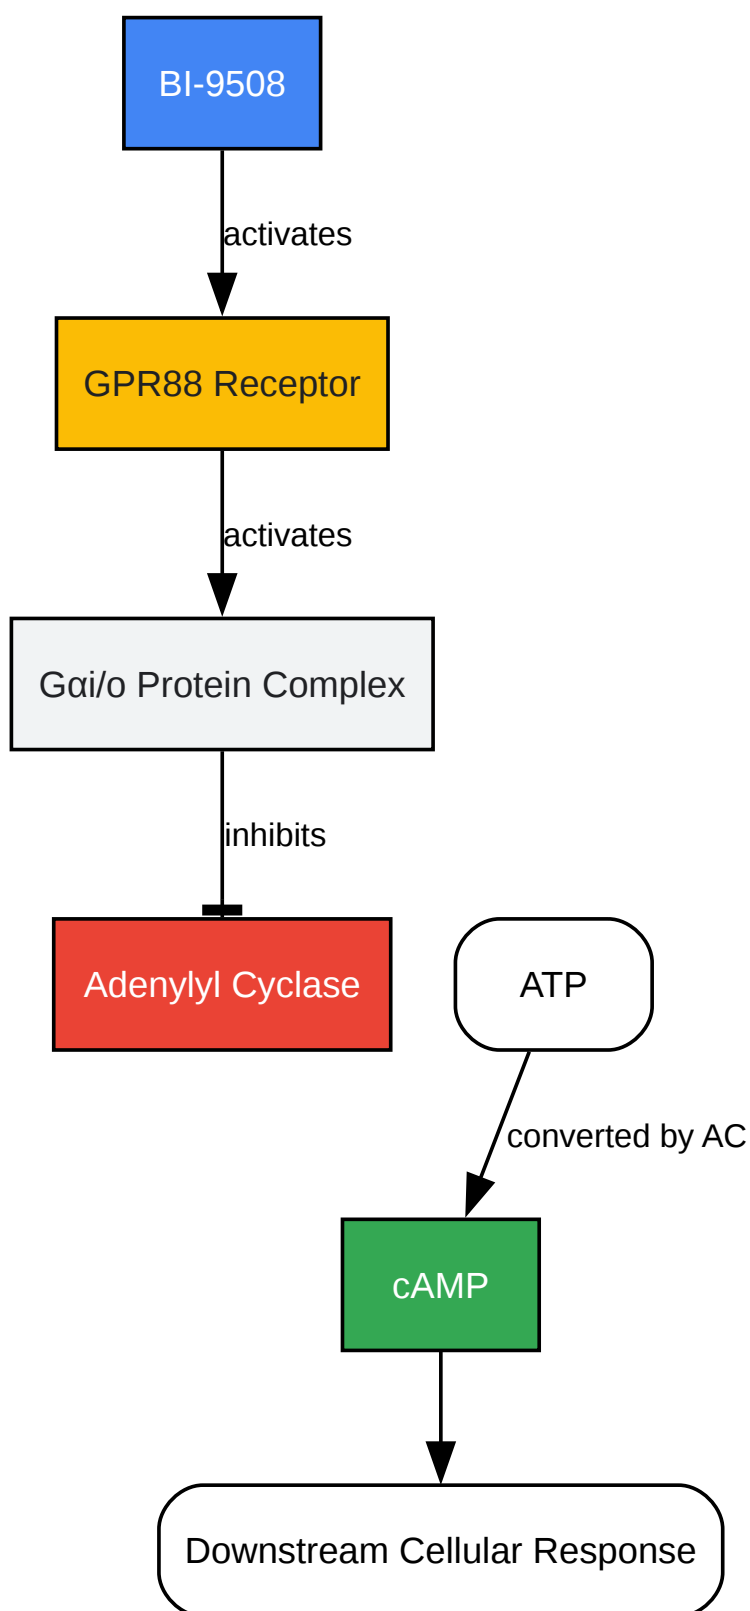 BI-9508
activates
GPR88 Receptor
activates
Gαi/o Protein Complex
inhibits
Adenylyl Cyclase
ATP
converted by AC
cAMP
Downstream Cellular Response